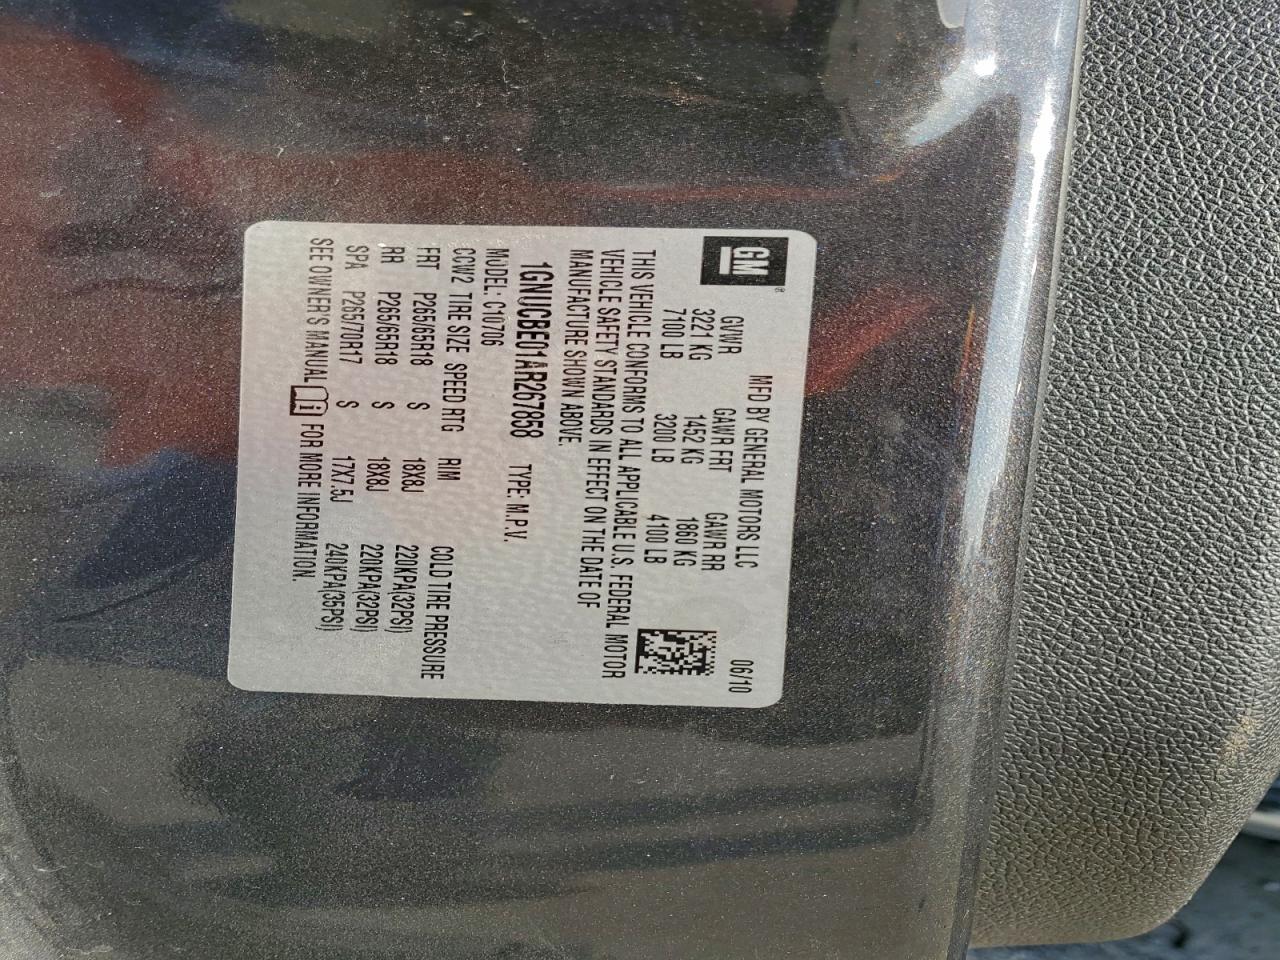 GM ®
MFD BY GENERAL MOTORS LLC 06/10
GVWR GAWR FRT GAWR RR
3221 KG 1452 KG 1860 KG
7100 LB 3200 LB 4100 LB
THIS VEHICLE CONFORMS TO ALL APPLICABLE U.S. FEDERAL MOTOR
VEHICLE SAFETY STANDARDS IN EFFECT ON THE DATE OF
MANUFACTURE SHOWN ABOVE.
1GNUCBE01AR267858 TYPE: M.P.V.
MODEL: C10706
CCW2 TIRE SIZE SPEED RTG RIM COLD TIRE PRESSURE
FRT P265/65R18 S 18X8J 220KPA(32PSI)
RR P265/65R18 S 18X8J 220KPA(32PSI)
SPA P265/70R17 S 17X7.5J 240KPA(35PSI)
SEE OWNER'S MANUAL i FOR MORE INFORMATION.